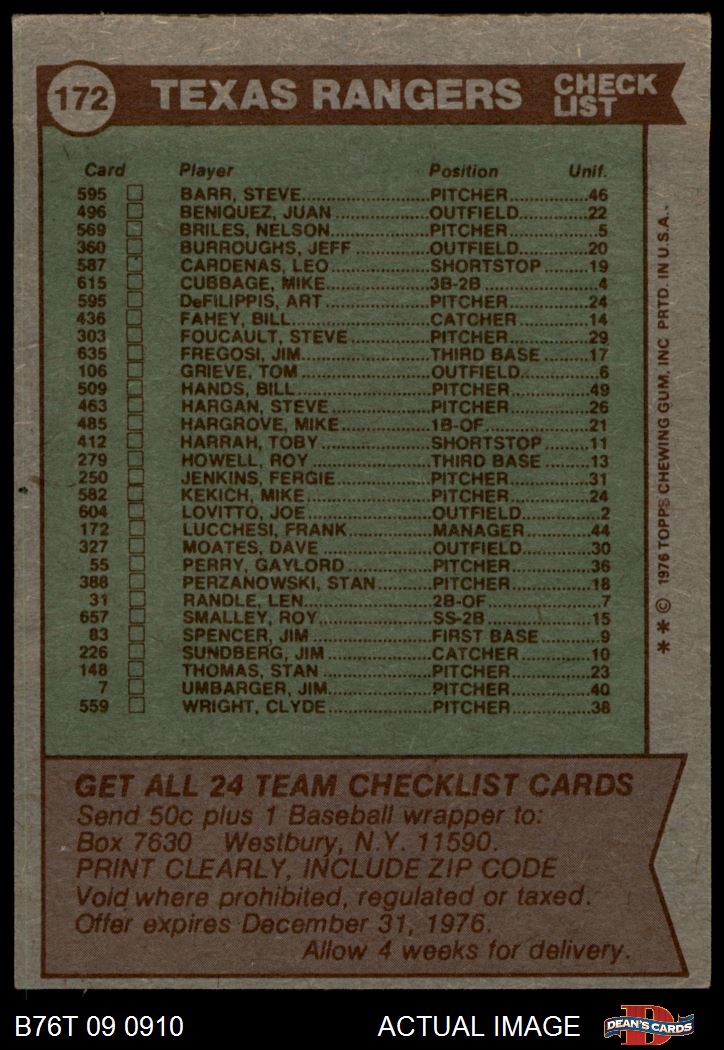 172 TEXAS RANGERS CHECK LIST
Card Player Position Unif.
595 BARR, STEVE PITCHER 46
496 BENIQUEZ, JUAN OUTFIELD 22
569 BRILES, NELSON PITCHER 5
360 BURROUGHS, JEFF OUTFIELD 20
587 CARDENAS, LEO SHORTSTOP 19
615 CUBBAGE, MIKE 3B-2B 4
595 DeFILIPPIS, ART PITCHER 24
436 FAHEY, BILL CATCHER 14
303 FOUCAULT, STEVE PITCHER 29
635 FREGOSI, JIM THIRD BASE 17
106 GRIEVE, TOM OUTFIELD 6
509 HANDS, BILL PITCHER 49
463 HARGAN, STEVE PITCHER 26
485 HARGROVE, MIKE 1B-OF 21
412 HARRAH, TOBY SHORTSTOP 11
279 HOWELL, ROY THIRD BASE 13
250 JENKINS, FERGIE PITCHER 31
582 KEKICH, MIKE PITCHER 24
604 LOVITTO, JOE OUTFIELD 2
172 LUCCHESI, FRANK MANAGER 44
327 MOATES, DAVE OUTFIELD 30
55 PERRY, GAYLORD PITCHER 36
388 PERZANOWSKI, STAN PITCHER 18
31 RANDLE, LEN 2B-OF 7
657 SMALLEY, ROY SS-2B 15
83 SPENCER, JIM FIRST BASE 9
226 SUNDBERG, JIM CATCHER 10
148 THOMAS, STAN PITCHER 23
7 UMBARGER, JIM PITCHER 40
559 WRIGHT, CLYDE PITCHER 38
* * © 1976 TOPPS CHEWING GUM, INC PRTD. IN U.S.A.
GET ALL 24 TEAM CHECKLIST CARDS
Send 50c plus 1 Baseball wrapper to:
Box 7630 Westbury, N.Y. 11590.
PRINT CLEARLY, INCLUDE ZIP CODE
Void where prohibited, regulated or taxed.
Offer expires December 31, 1976.
Allow 4 weeks for delivery.
B76T 09 0910 ACTUAL IMAGE
D
DEAN'S CARDS